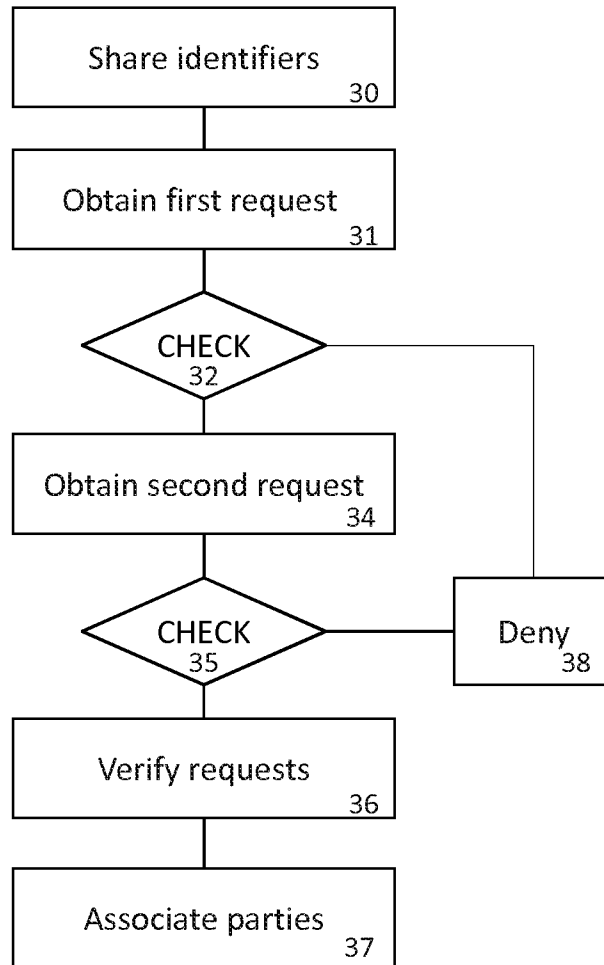 Share identifiers
30
Obtain first request
31
CHECK
32
Obtain second request
34
CHECK
35
Deny
38
Verify requests
36
Associate parties
37